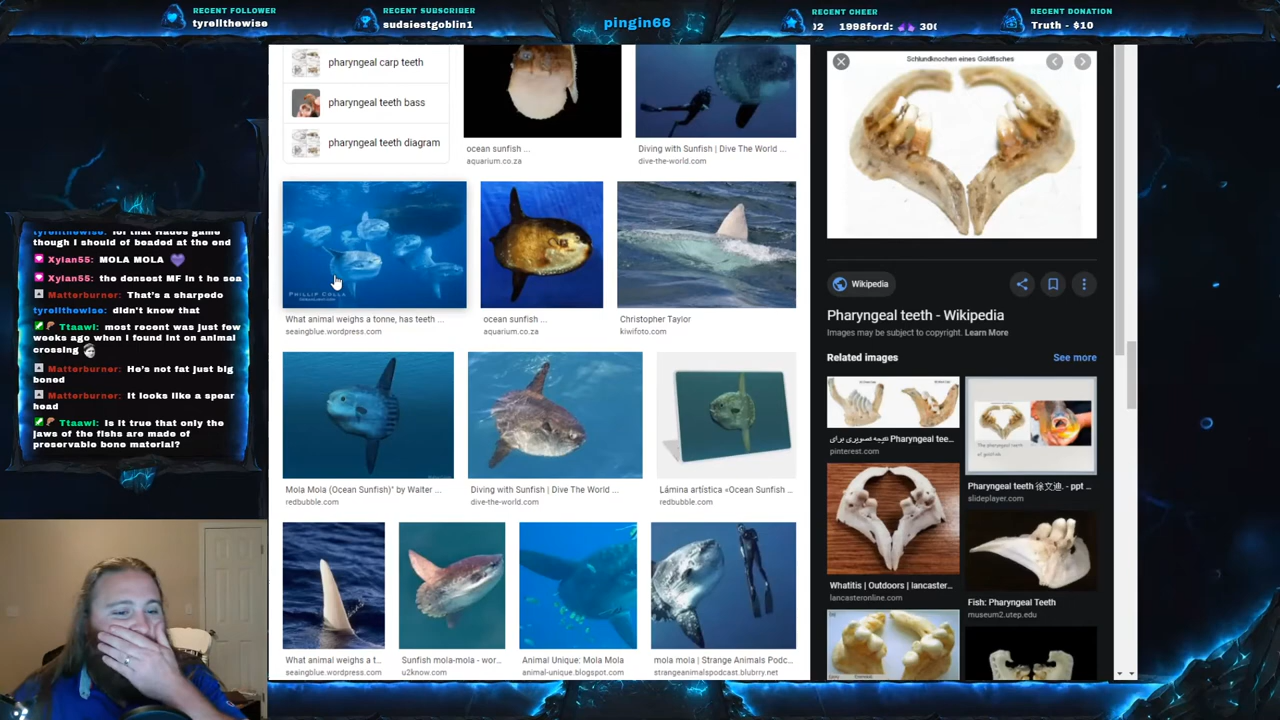 RECENT FOLLOWER
tyrollthewise
RECENT SUBSCRIBER
sudsiestgoblin1
pingin66
RECENT CHEER
1998ford:
RECENT DONATION
Truth - $10
though I should of beaded at the end
Xylan55: MOLA MOLA
Xylan55: the densest MF in t he sea
Matterburner: That's a sharpedo
tyrollthewise: didn't know that
Ttaawl: most recent was just few
weeks ago when I found int on animal
crossing
Matterburner: He's not fat just big
boned
Matterburner: It looks like a spear
head
Ttaawl: Is it true that only the
jaws of the fishs are made of
preservable bone material?
pharyngeal carp teeth
pharyngeal teeth bass
pharyngeal teeth diagram
ocean sunfish ...
aquarium.co.za
Diving with Sunfish | Dive The World ...
dive-the-world.com
What animal weighs a tonne, has teeth ...
seaingblue.wordpress.com
ocean sunfish ...
aquarium.co.za
Christopher Taylor
kiwifoto.com
Mola Mola (Ocean Sunfish)" by Walter ...
redbubble.com
Diving with Sunfish | Dive The World ...
dive-the-world.com
Lámina artística «Ocean Sunfish ...
redbubble.com
What animal weighs a t...
seaingblue.wordpress.com
Sunfish mola-mola - wor...
u2know.com
Animal Unique: Mola Mola
animal-unique.blogspot.com
mola mola | Strange Animals Podc...
strangeanimalspodcast.blubrry.net
Schlundknochen eines Goldfisches
Wikipedia
Pharyngeal teeth - Wikipedia
Images may be subject to copyright. Learn More
Related images
See more
نتیجه تصویری برای Pharyngeal tee...
pinterest.com
Pharyngeal teeth 徐文迪. - ppt ...
slideplayer.com
Whatitis | Outdoors | lancaster...
lancasteronline.com
Fish: Pharyngeal Teeth
museum2.utep.edu